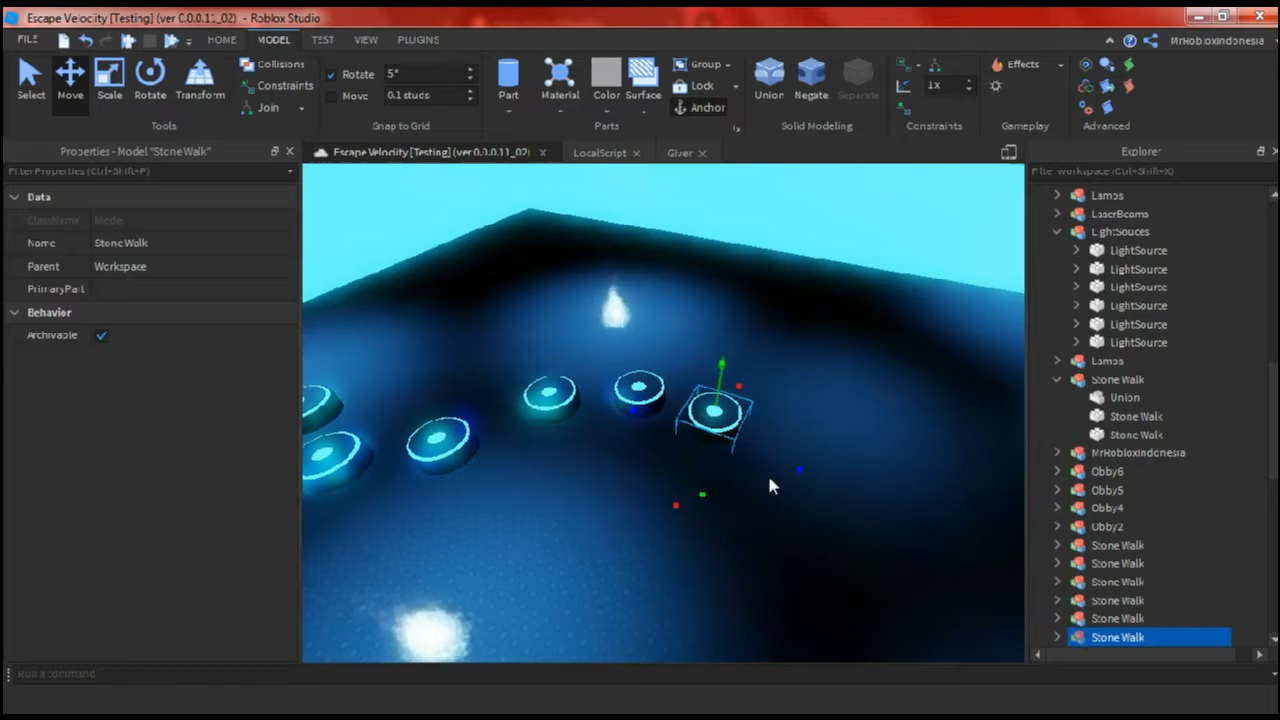 Escape Velocity [Testing] (ver 0.0.0.11_02) - Roblox Studio
FILE HOME MODEL TEST VIEW PLUGINS MrRobloxIndonesia
Select Move Scale Rotate Transform
Collisions
Constraints
Join
Tools
Rotate 5°
Move 0.1 studs
Snap to Grid
Part Material Color Surface
Group
Lock
Anchor
Parts
Union Negate Separate
Solid Modeling
1x
Constraints
Effects
Gameplay
Advanced
Properties - Model "Stone Walk"
Filter Properties (Ctrl+Shift+P)
Data
ClassName Model
Name Stone Walk
Parent Workspace
PrimaryPart
Behavior
Archivable
Escape Velocity [Testing] (ver 0.0.0.11_02) LocalScript Giver
Explorer
Filter workspace (Ctrl+Shift+X)
Lamps
LaserBeams
LightSouces
LightSource
LightSource
LightSource
LightSource
LightSource
LightSource
Lamps
Stone Walk
Union
Stone Walk
Stone Walk
MrRobloxIndonesia
Obby6
Obby5
Obby4
Obby2
Stone Walk
Stone Walk
Stone Walk
Stone Walk
Stone Walk
Stone Walk
Run a command